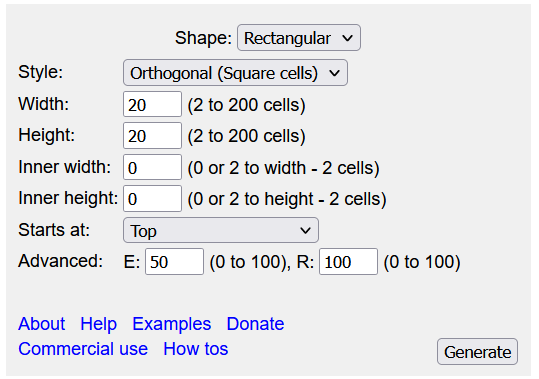 Shape: Rectangular
Style: Orthogonal (Square cells)
Width: 20 (2 to 200 cells)
Height: 20 (2 to 200 cells)
Inner width: 0 (0 or 2 to width - 2 cells)
Inner height: 0 (0 or 2 to height - 2 cells)
Starts at: Top
Advanced: E: 50 (0 to 100), R: 100 (0 to 100)
About Help Examples Donate
Commercial use How tos Generate